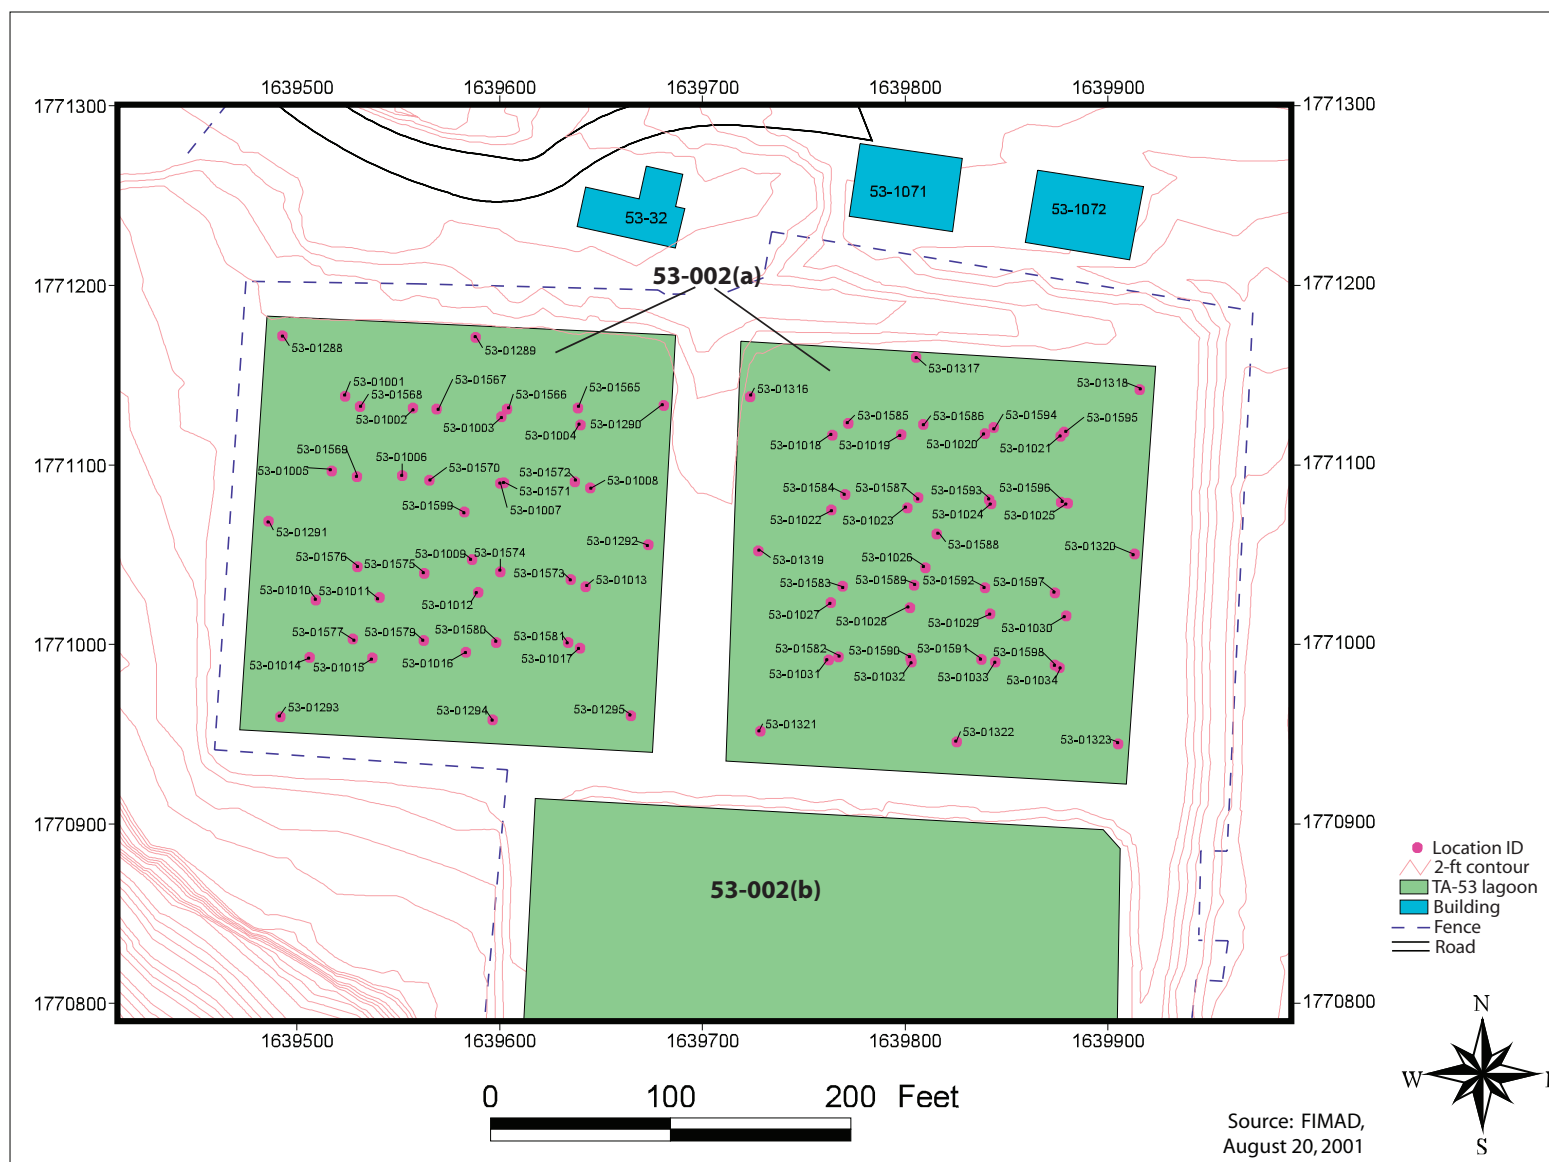 1639500 1639600 1639700 1639800 1639900
1771300 1771300
53-1071
53-1072
53-32
53-002(a)
1771200 1771200
53-01288 53-01289
53-01317
53-01316 53-01318
53-01001 53-01567
53-01568 53-01566 53-01565
53-01002 53-01003 53-01004 53-01290
53-01585 53-01586 53-01594 53-01595
53-01018 53-01019 53-01020 53-01021
1771100 1771100
53-01569 53-01006
53-01005 53-01570 53-01572 53-01008
53-01571
53-01599 53-01007
53-01584 53-01587 53-01593 53-01596
53-01022 53-01023 53-01024 53-01025
53-01291 53-01588
53-01292
53-01319 53-01320
53-01576 53-01575 53-01009 53-01574
53-01573 53-01013
53-01026
53-01583 53-01589 53-01592 53-01597
53-01010 53-01011 53-01012
53-01027 53-01028 53-01029 53-01030
53-01577 53-01579 53-01580 53-01581
1771000 1771000
53-01582 53-01590 53-01591 53-01598
53-01014 53-01015 53-01016 53-01017
53-01031 53-01032 53-01033 53-01034
53-01293 53-01294 53-01295
53-01321 53-01322 53-01323
1770900 1770900
53-002(b)
Location ID
2-ft contour
TA-53 lagoon
Building
Fence
Road
1770800 1770800
1639500 1639600 1639700 1639800 1639900
N
W
S
0 100 200 Feet
Source: FIMAD,
August 20, 2001